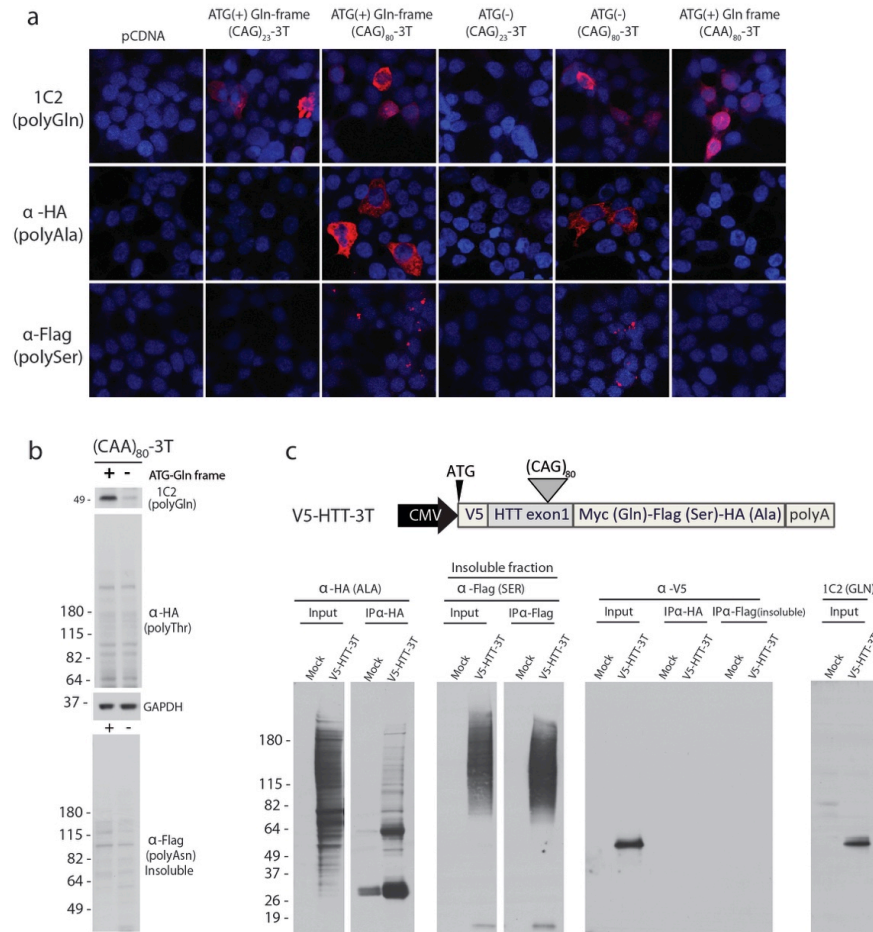 a
pCDNA
ATG(+) Gln-frame
(CAG)23-3T
ATG(+) Gln-frame
(CAG)80-3T
ATG(-)
(CAG)23-3T
ATG(-)
(CAG)80-3T
ATG(+) Gln frame
(CAA)80-3T
1C2
(polyGln)
α-HA
(polyAla)
α-Flag
(polySer)
b
(CAA)80-3T
+ - ATG-Gln frame
49 -
1C2
(polyGln)
180 -
115 -
82 -
64 -
α-HA
(polyThr)
37 -
GAPDH
+ -
180 -
115 -
82 -
64 -
49 -
α-Flag
(polyAsn)
Insoluble
c
ATG
(CAG)80
V5-HTT-3T
CMV V5 HTT exon1 Myc (Gln)-Flag (Ser)-HA (Ala) polyA
Insoluble fraction
α-HA (ALA) α-Flag (SER) α-V5 1C2 (GLN)
Input IPα-HA Input IPα-Flag Input IPα-HA IPα-Flag(insoluble) Input
Mock V5-HTT-3T Mock V5-HTT-3T Mock V5-HTT-3T Mock V5-HTT-3T Mock V5-HTT-3T Mock V5-HTT-3T Mock V5-HTT-3T Mock V5-HTT-3T
180 -
115 -
82 -
64 -
49 -
37 -
26 -
19 -